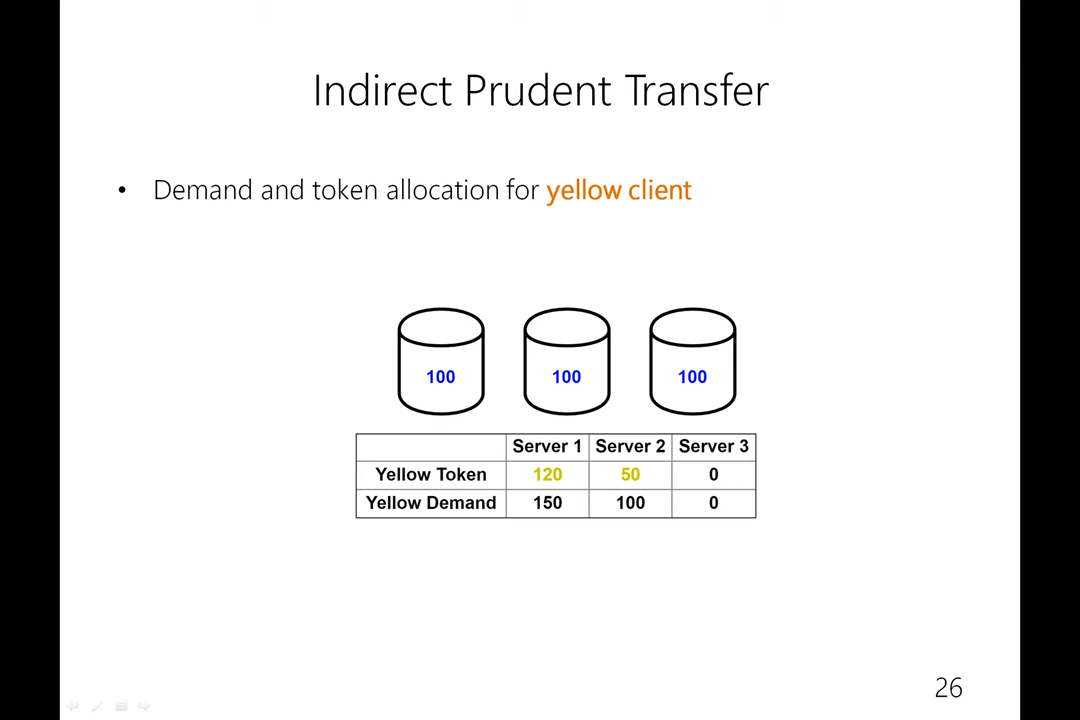 Indirect Prudent Transfer
• Demand and token allocation for yellow client
100 100 100
Server 1 Server 2 Server 3
Yellow Token 120 50 0
Yellow Demand 150 100 0
26